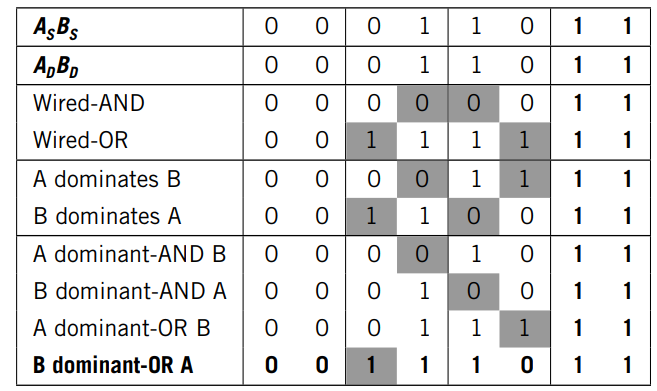 AₛBₛ 0 0 0 1 1 0 1 1
A_DB_D 0 0 0 1 1 0 1 1
Wired-AND 0 0 0 0 0 0 1 1
Wired-OR 0 0 1 1 1 1 1 1
A dominates B 0 0 0 0 1 1 1 1
B dominates A 0 0 1 1 0 0 1 1
A dominant-AND B 0 0 0 0 1 0 1 1
B dominant-AND A 0 0 0 1 0 0 1 1
A dominant-OR B 0 0 0 1 1 1 1 1
B dominant-OR A 0 0 1 1 1 0 1 1